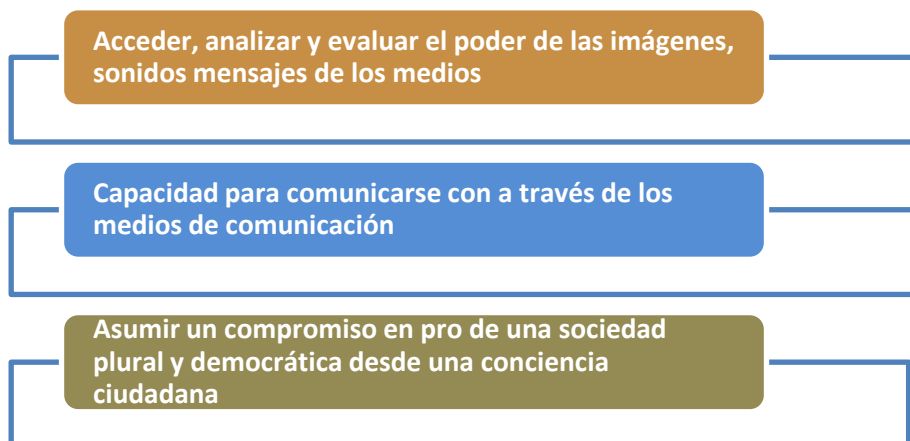 Acceder, analizar y evaluar el poder de las imágenes,
sonidos mensajes de los medios
Capacidad para comunicarse con a través de los
medios de comunicación
Asumir un compromiso en pro de una sociedad
plural y democrática desde una conciencia
ciudadana